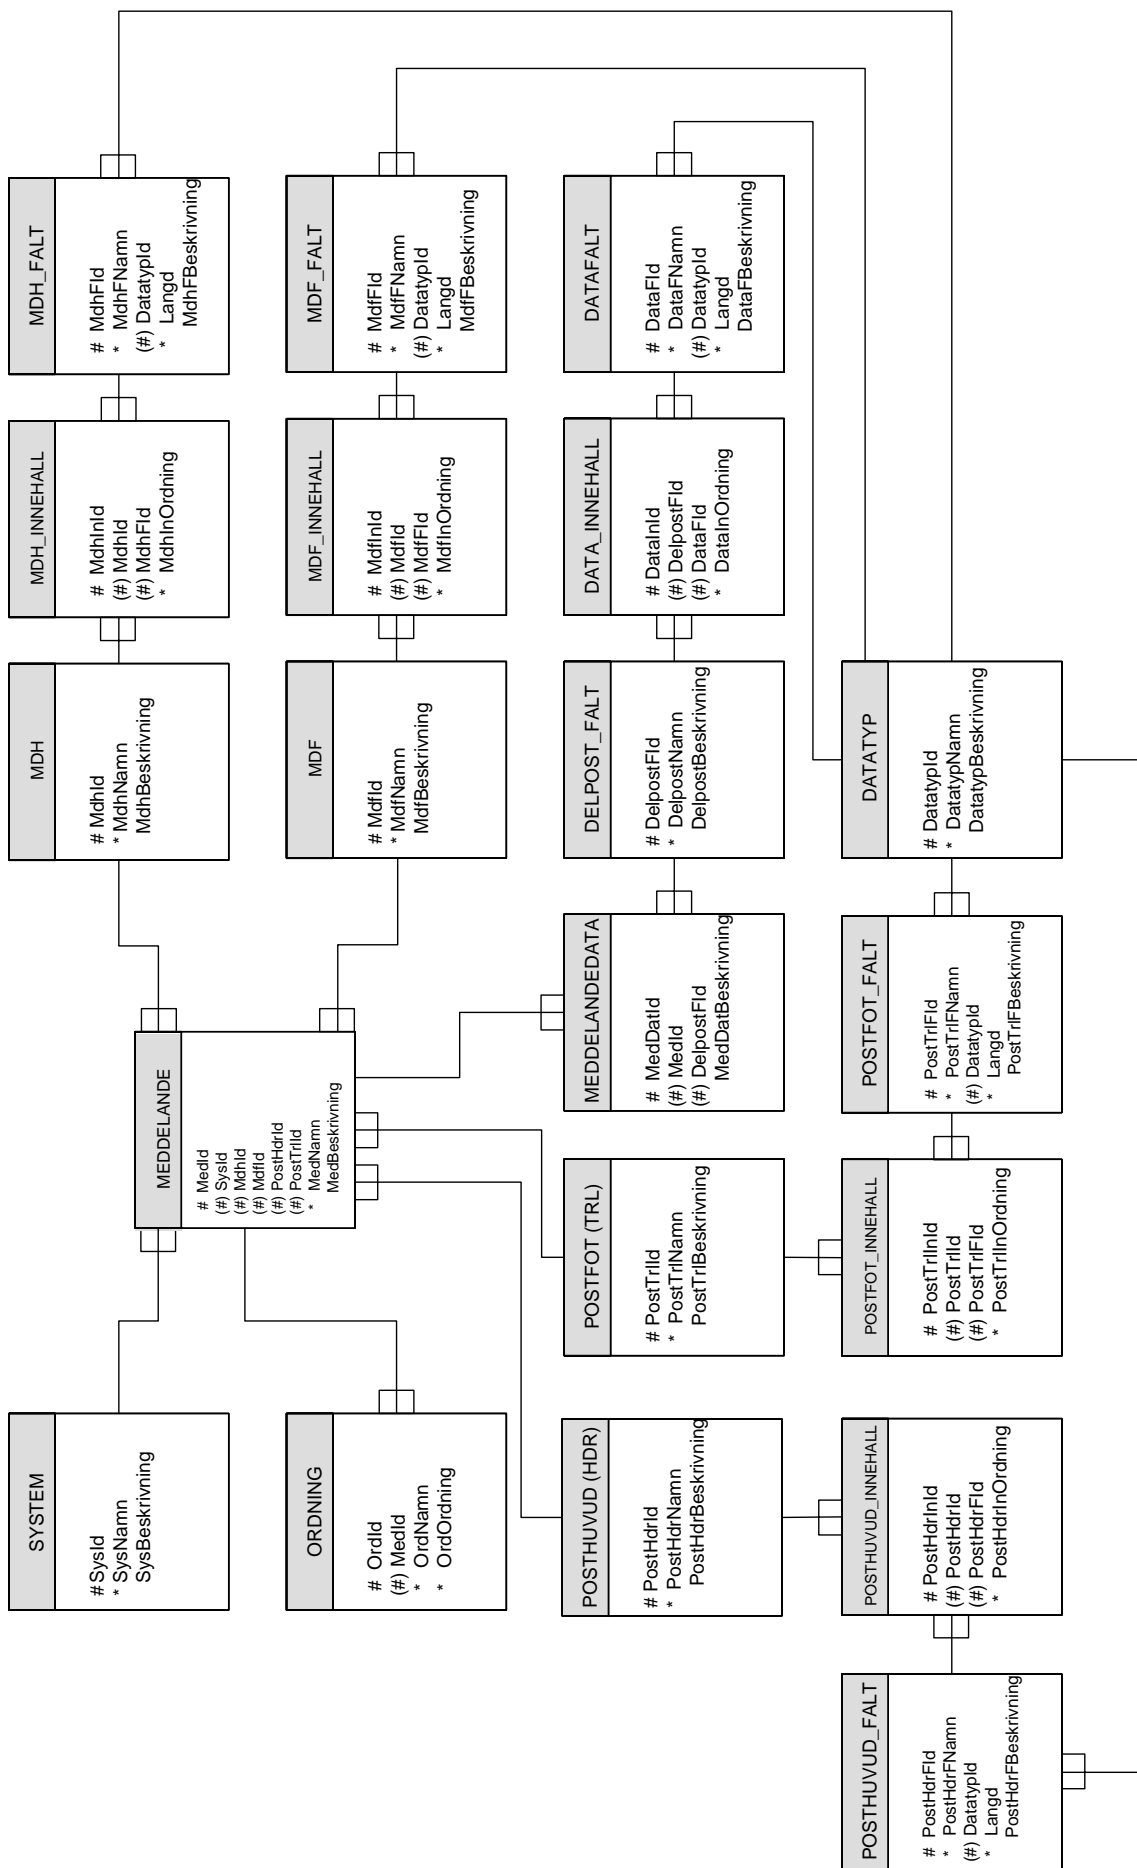 SYSTEM
#SysId
* SysNamn
SysBeskrivning
MEDDELANDE
# MedId
(#) SysId
(#) MdhId
(#) MdfId
(#) PostHdrId
(#) PostTrlId
* MedNamn
MedBeskrivning
MDH
# MdhId
* MdhNamn
MdhBeskrivning
MDH_INNEHALL
# MdhInId
(#) MdhId
(#) MdhFId
* MdhInOrdning
MDH_FALT
# MdhFId
* MdhFNamn
(#) DatatypId
* Langd
MdhFBeskrivning
ORDNING
# OrdId
(#) MedId
* OrdNamn
* OrdOrdning
MDF
# MdfId
* MdfNamn
MdfBeskrivning
MDF_INNEHALL
# MdfInId
(#) MdfId
(#) MdfFId
* MdfInOrdning
MDF_FALT
# MdfFId
* MdfFNamn
(#) DatatypId
* Langd
MdfFBeskrivning
POSTHUVUD (HDR)
# PostHdrId
* PostHdrNamn
PostHdrBeskrivning
POSTFOT (TRL)
# PostTrlId
* PostTrlNamn
PostTrlBeskrivning
MEDDELANDEDATA
# MedDatId
(#) MedId
(#) DelpostFId
MedDatBeskrivning
DELPOST_FALT
# DelpostFId
* DelpostNamn
DelpostBeskrivning
DATA_INNEHALL
# DataInId
(#) DelpostFId
(#) DataFId
* DataInOrdning
DATAFALT
# DataFId
* DataFNamn
(#) DatatypId
* Langd
DataFBeskrivning
POSTHUVUD_FALT
# PostHdrFId
* PostHdrFNamn
(#) DatatypId
* Langd
PostHdrFBeskrivning
POSTHUVUD_INNEHALL
# PostHdrInId
(#) PostHdrId
(#) PostHdrFId
* PostHdrInOrdning
POSTFOT_INNEHALL
# PostTrlInId
(#) PostTrlId
(#) PostTrlFId
* PostTrlInOrdning
POSTFOT_FALT
# PostTrlFId
* PostTrlFNamn
(#) DatatypId
* Langd
PostTrlFBeskrivning
DATATYP
# DatatypId
* DatatypNamn
DatatypBeskrivning